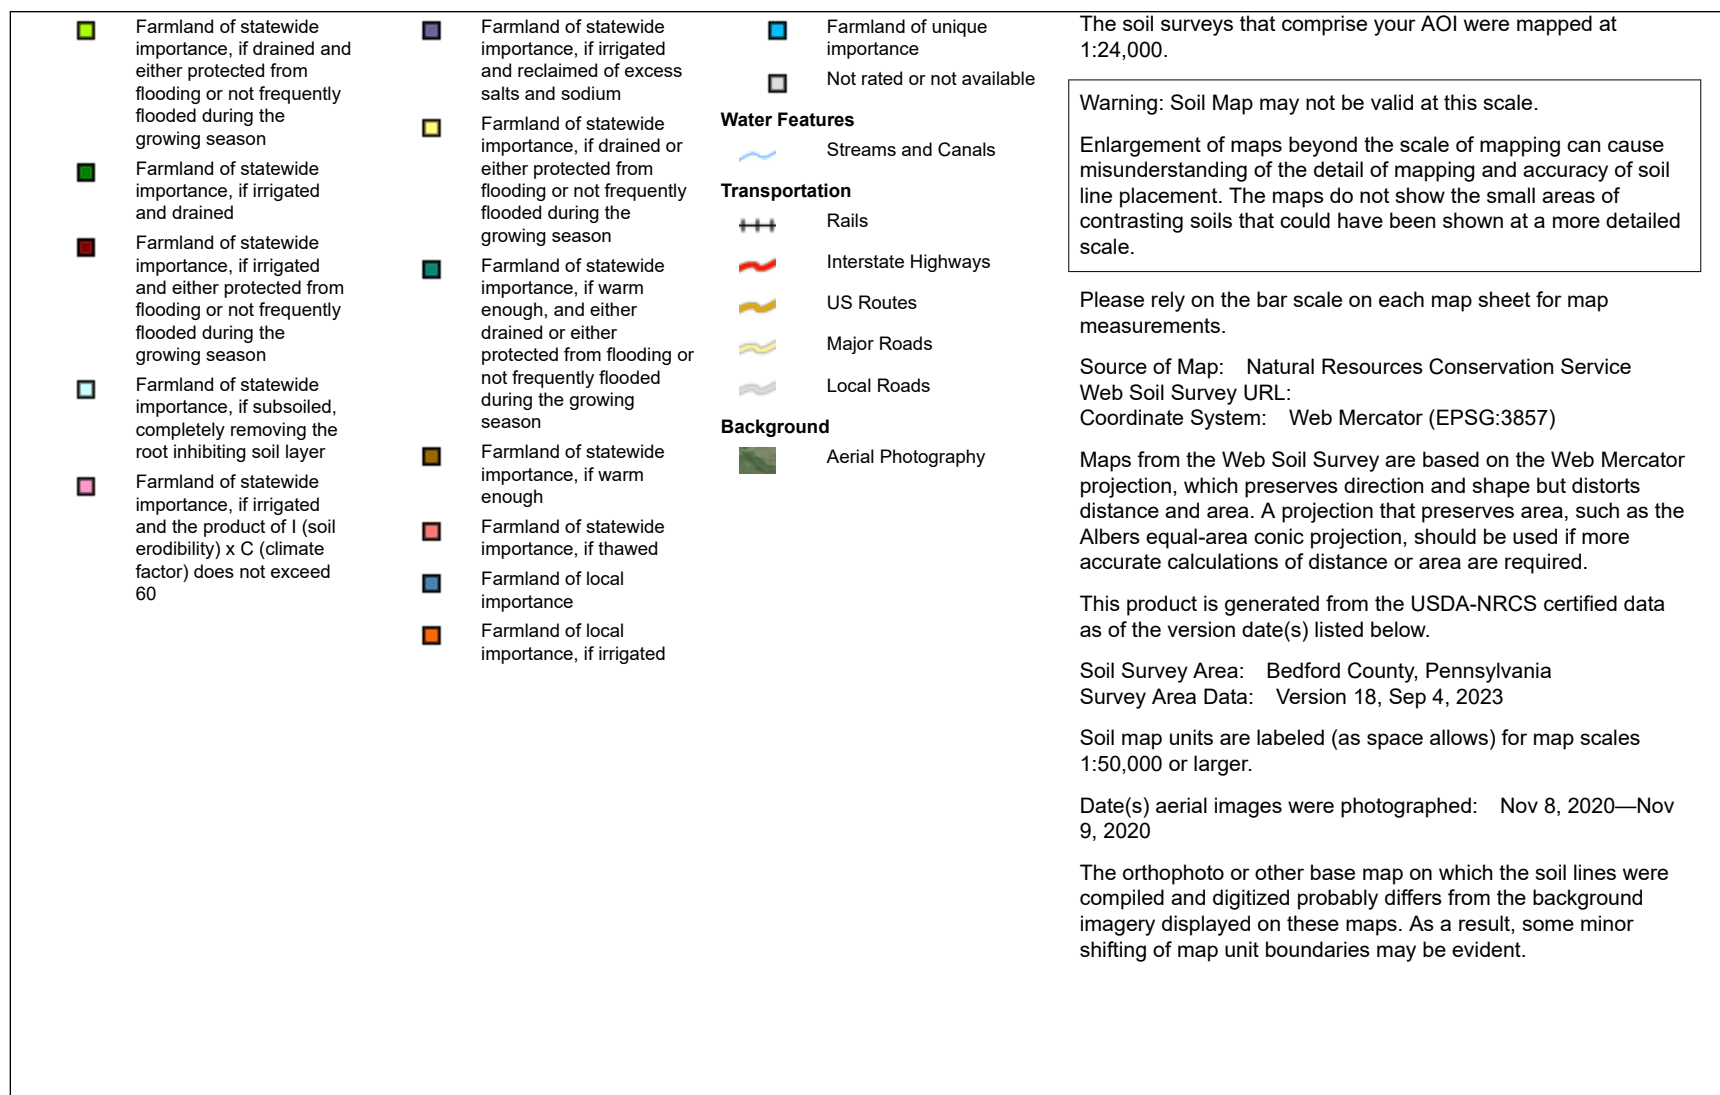 Farmland of statewide
importance, if drained and
either protected from
flooding or not frequently
flooded during the
growing season
Farmland of statewide
importance, if irrigated
and drained
Farmland of statewide
importance, if irrigated
and either protected from
flooding or not frequently
flooded during the
growing season
Farmland of statewide
importance, if subsoiled,
completely removing the
root inhibiting soil layer
Farmland of statewide
importance, if irrigated
and the product of I (soil
erodibility) x C (climate
factor) does not exceed
60
Farmland of statewide
importance, if irrigated
and reclaimed of excess
salts and sodium
Farmland of statewide
importance, if drained or
either protected from
flooding or not frequently
flooded during the
growing season
Farmland of statewide
importance, if warm
enough, and either
drained or either
protected from flooding or
not frequently flooded
during the growing
season
Farmland of statewide
importance, if warm
enough
Farmland of statewide
importance, if thawed
Farmland of local
importance
Farmland of local
importance, if irrigated
Farmland of unique
importance
Not rated or not available
Water Features
Streams and Canals
Transportation
Rails
Interstate Highways
US Routes
Major Roads
Local Roads
Background
Aerial Photography
The soil surveys that comprise your AOI were mapped at
1:24,000.
Warning: Soil Map may not be valid at this scale.
Enlargement of maps beyond the scale of mapping can cause
misunderstanding of the detail of mapping and accuracy of soil
line placement. The maps do not show the small areas of
contrasting soils that could have been shown at a more detailed
scale.
Please rely on the bar scale on each map sheet for map
measurements.
Source of Map: Natural Resources Conservation Service
Web Soil Survey URL:
Coordinate System: Web Mercator (EPSG:3857)
Maps from the Web Soil Survey are based on the Web Mercator
projection, which preserves direction and shape but distorts
distance and area. A projection that preserves area, such as the
Albers equal-area conic projection, should be used if more
accurate calculations of distance or area are required.
This product is generated from the USDA-NRCS certified data
as of the version date(s) listed below.
Soil Survey Area: Bedford County, Pennsylvania
Survey Area Data: Version 18, Sep 4, 2023
Soil map units are labeled (as space allows) for map scales
1:50,000 or larger.
Date(s) aerial images were photographed: Nov 8, 2020—Nov
9, 2020
The orthophoto or other base map on which the soil lines were
compiled and digitized probably differs from the background
imagery displayed on these maps. As a result, some minor
shifting of map unit boundaries may be evident.